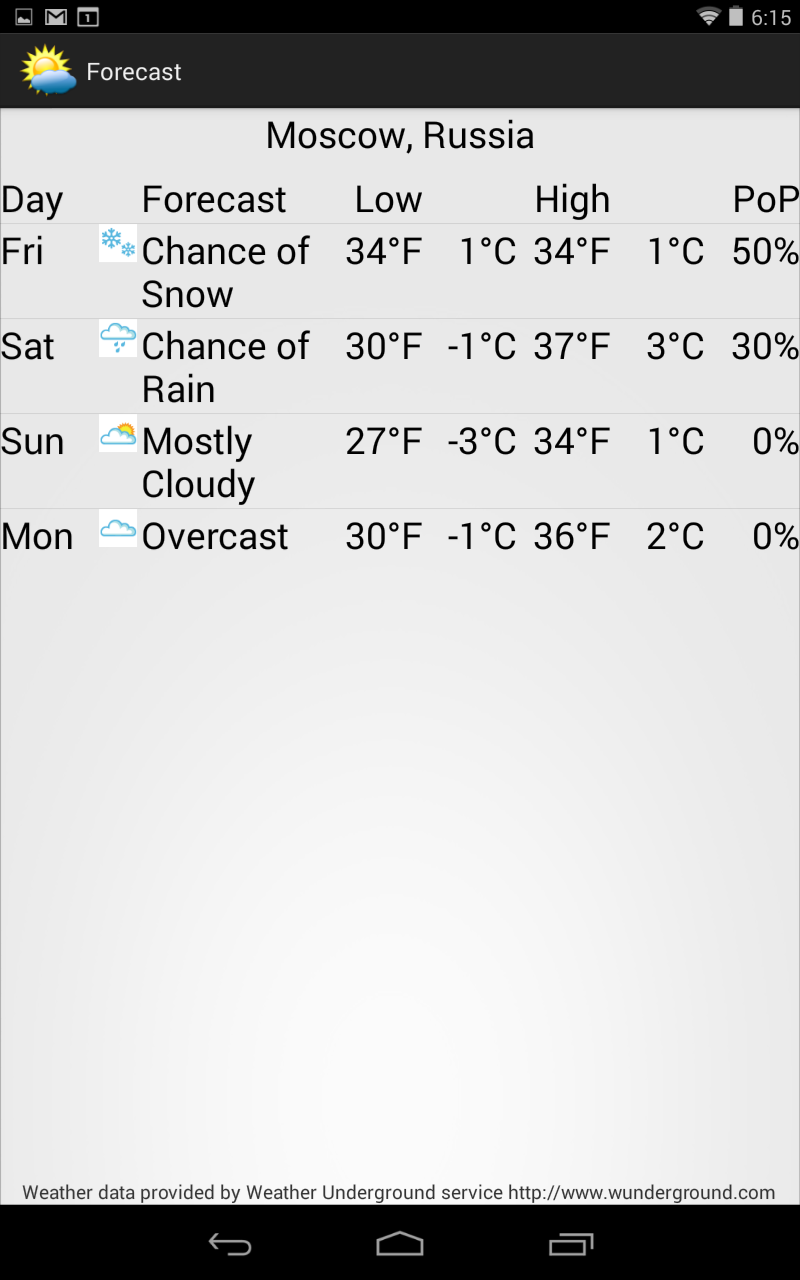 1 6:15
Forecast
Moscow, Russia
Day Forecast Low High PoP
Fri Chance of 34°F 1°C 34°F 1°C 50%
Snow
Sat Chance of 30°F -1°C 37°F 3°C 30%
Rain
Sun Mostly 27°F -3°C 34°F 1°C 0%
Cloudy
Mon Overcast 30°F -1°C 36°F 2°C 0%
Weather data provided by Weather Underground service http://www.wunderground.com